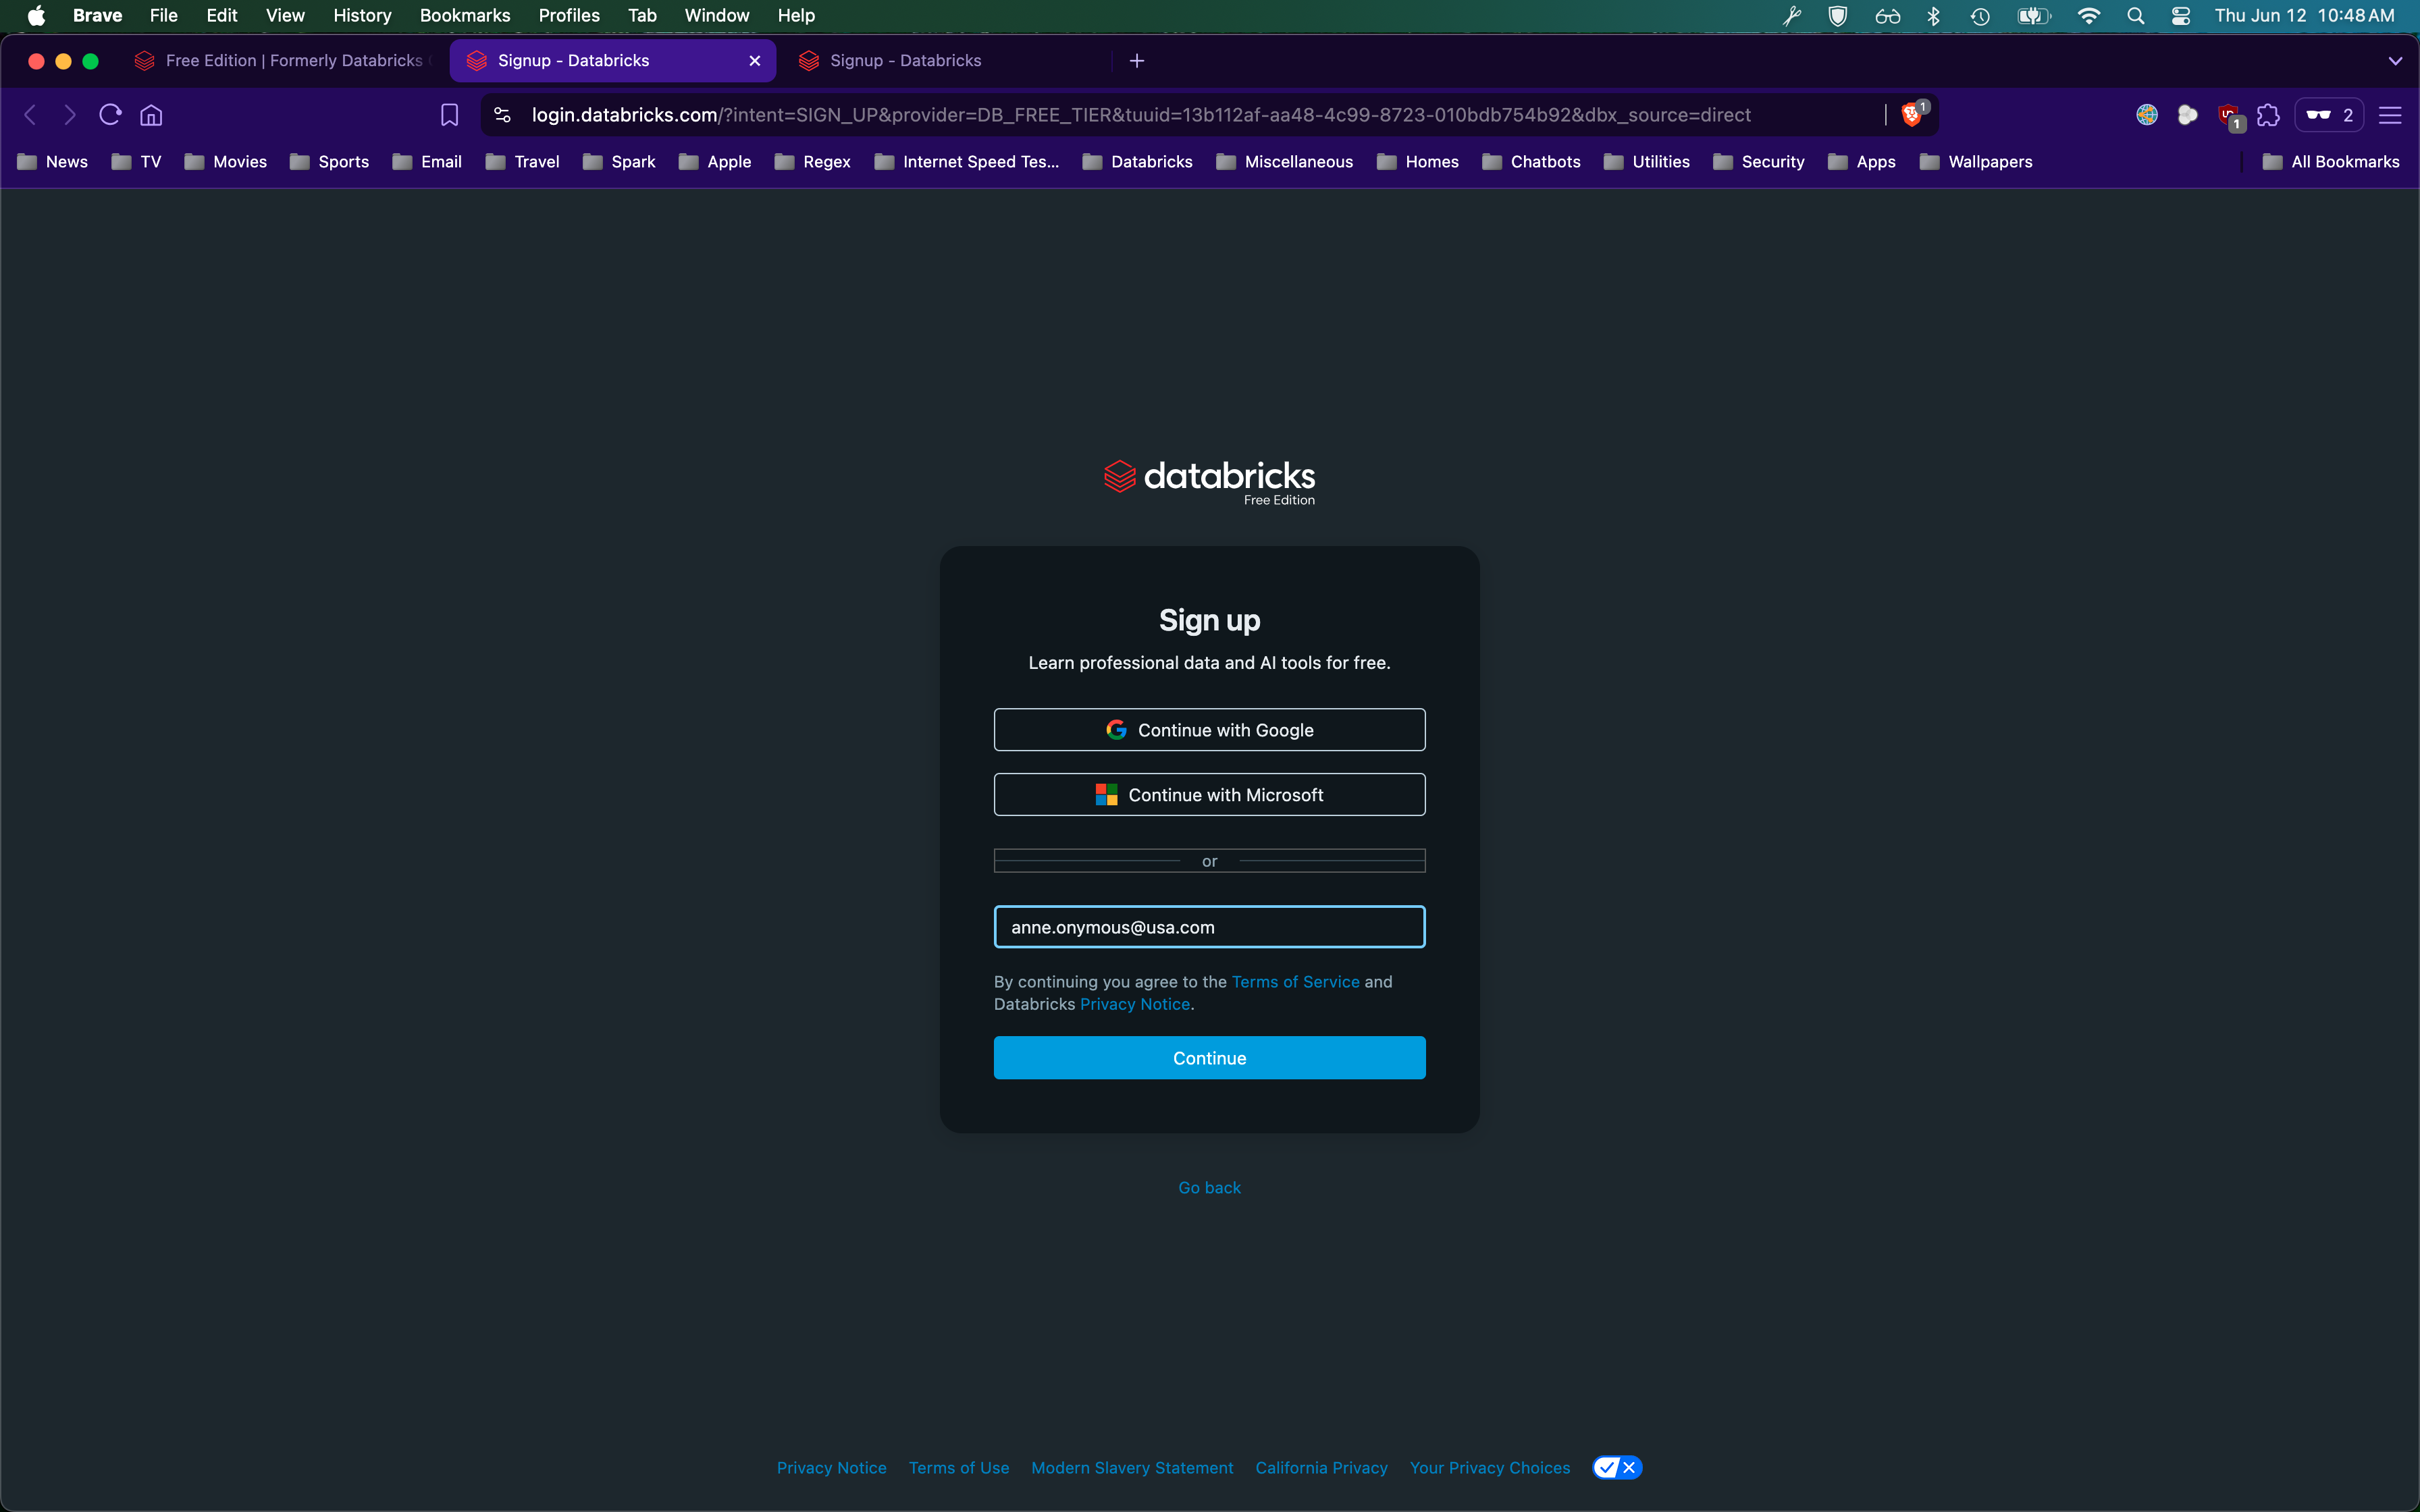 Brave File Edit View History Bookmarks Profiles Tab Window Help Thu Jun 12 10:48 AM
Free Edition | Formerly Databricks Signup - Databricks Signup - Databricks
login.databricks.com/?intent=SIGN_UP&provider=DB_FREE_TIER&tuuid=13b112af-aa48-4c99-8723-010bdb754b92&dbx_source=direct 1 1 2
News TV Movies Sports Email Travel Spark Apple Regex Internet Speed Tes... Databricks Miscellaneous Homes Chatbots Utilities Security Apps Wallpapers All Bookmarks
databricks
Free Edition
Sign up
Learn professional data and AI tools for free.
Continue with Google
Continue with Microsoft
or
anne.onymous@usa.com
By continuing you agree to the Terms of Service and
Databricks Privacy Notice.
Continue
Go back
Privacy Notice Terms of Use Modern Slavery Statement California Privacy Your Privacy Choices